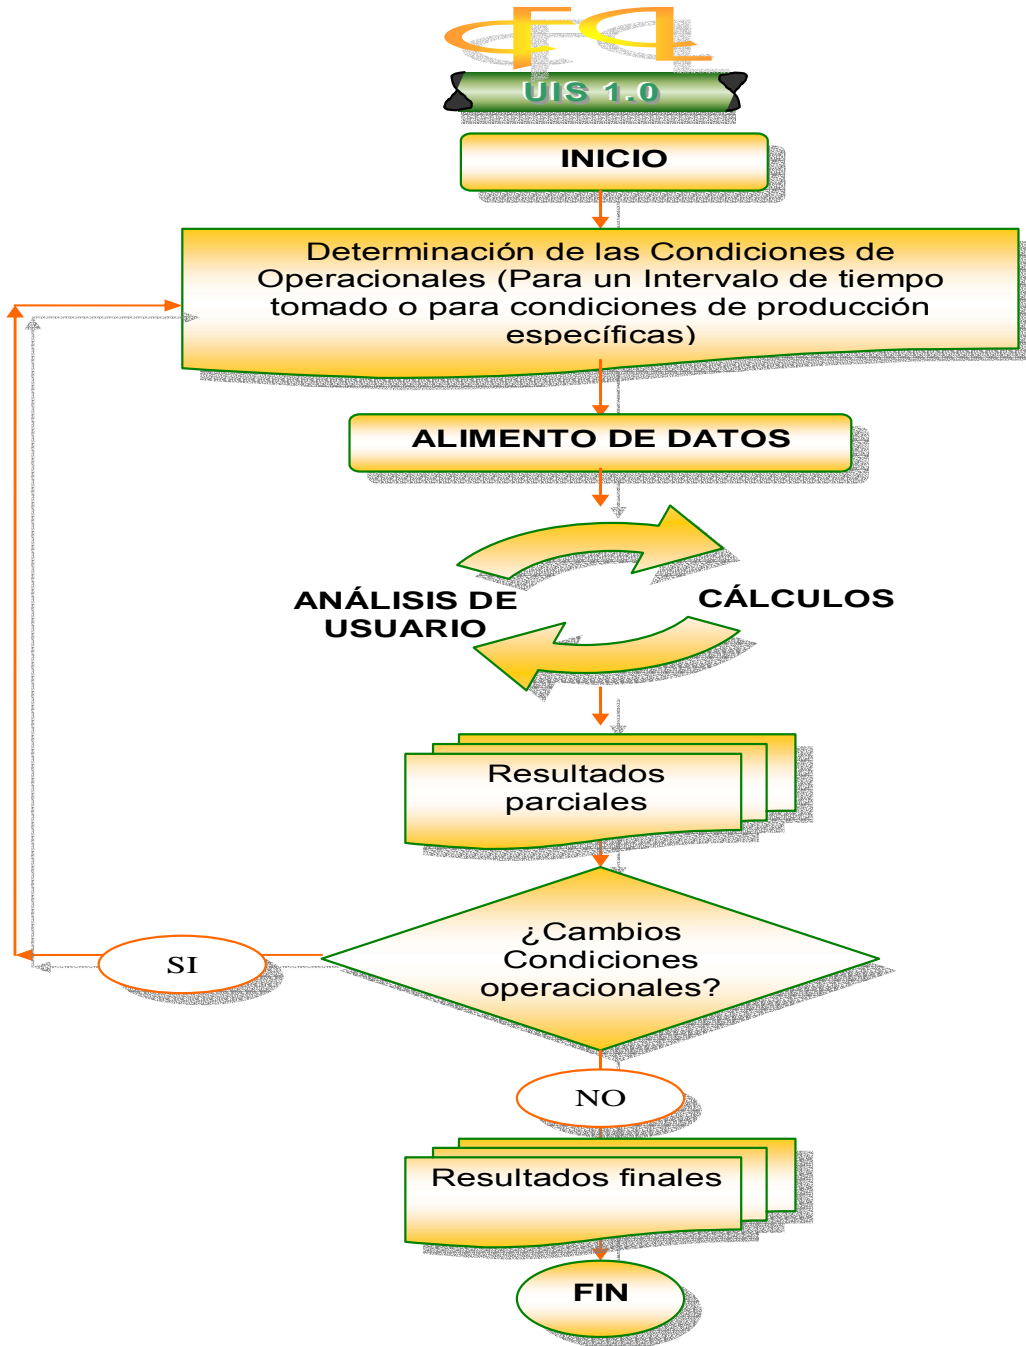 UIS 1.0
INICIO
Determinación de las Condiciones de
Operacionales (Para un Intervalo de tiempo
tomado o para condiciones de producción
específicas)
ALIMENTO DE DATOS
ANÁLISIS DE
USUARIO
CÁLCULOS
Resultados
parciales
¿Cambios
Condiciones
operacionales?
SI
NO
Resultados finales
FIN